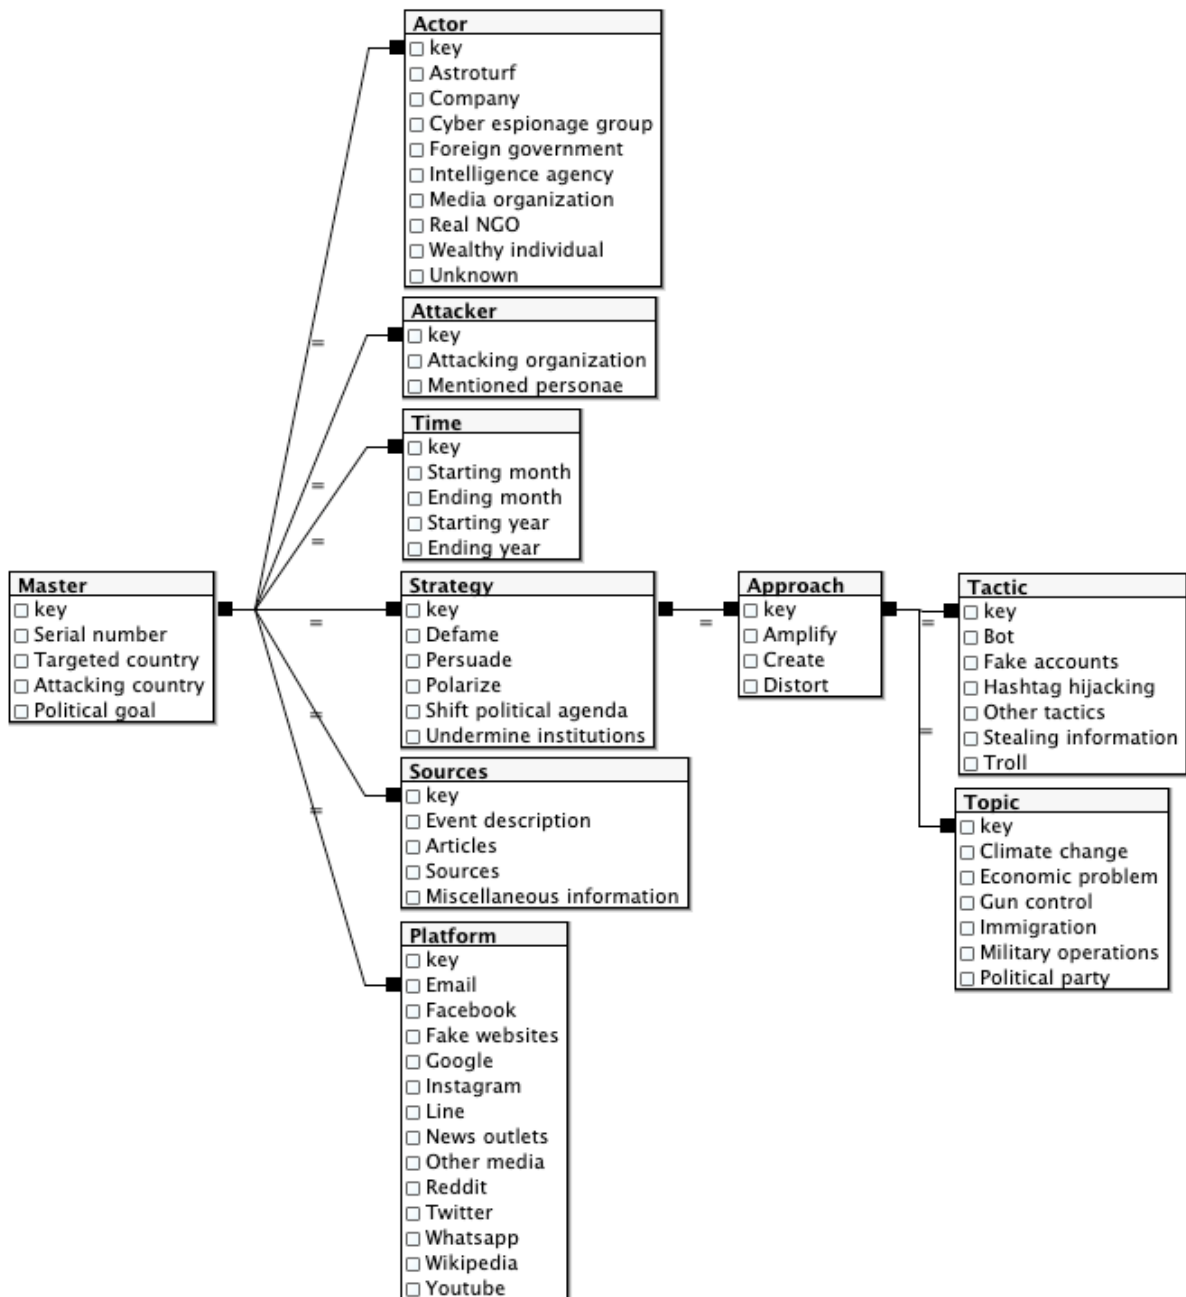 Actor
key
Astroturf
Company
Cyber espionage group
Foreign government
Intelligence agency
Media organization
Real NGO
Wealthy individual
Unknown
=
Attacker
key
Attacking organization
Mentioned personae
=
Time
key
Starting month
Ending month
Starting year
Ending year
=
Master
key
Serial number
Targeted country
Attacking country
Political goal
=
Strategy
key
Defame
Persuade
Polarize
Shift political agenda
Undermine institutions
=
Approach
key
Amplify
Create
Distort
=
Tactic
key
Bot
Fake accounts
Hashtag hijacking
Other tactics
Stealing information
Troll
=
Topic
key
Climate change
Economic problem
Gun control
Immigration
Military operations
Political party
=
Sources
key
Event description
Articles
Sources
Miscellaneous information
=
Platform
key
Email
Facebook
Fake websites
Google
Instagram
Line
News outlets
Other media
Reddit
Twitter
Whatsapp
Wikipedia
Youtube